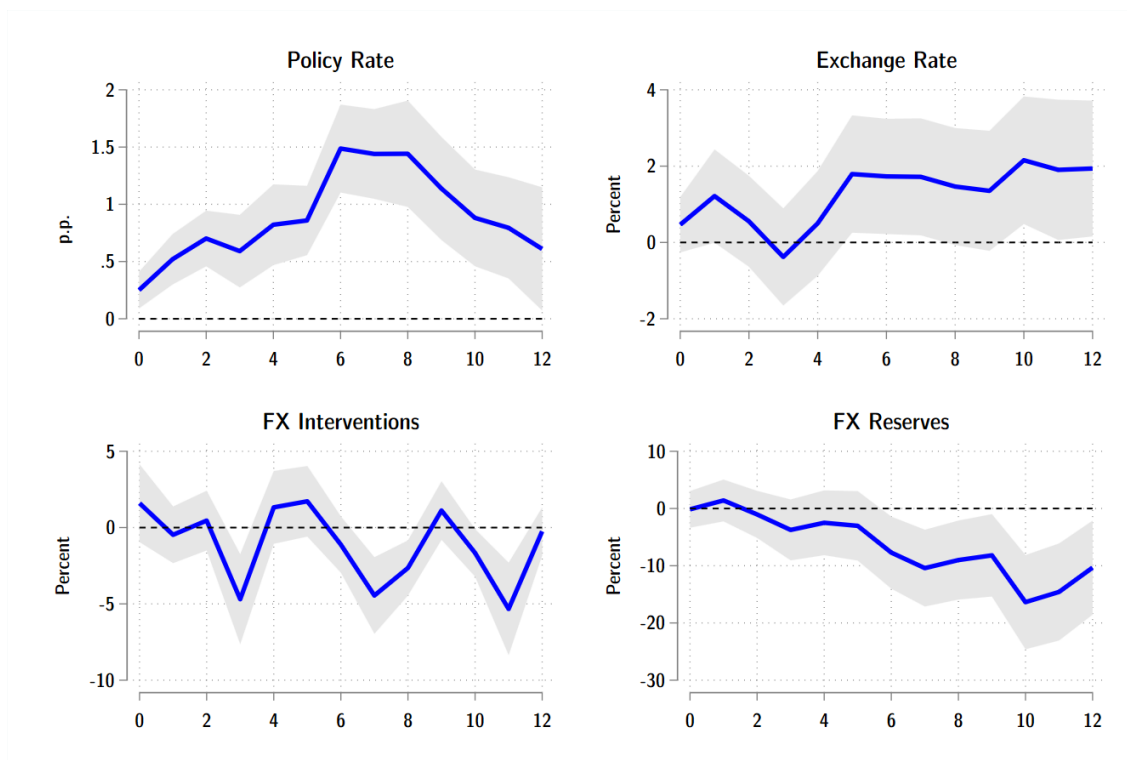 Policy Rate
p.p.
2
1.5
1
.5
0
0 2 4 6 8 10 12
Exchange Rate
Percent
4
2
0
-2
0 2 4 6 8 10 12
FX Interventions
Percent
5
0
-5
-10
0 2 4 6 8 10 12
FX Reserves
Percent
10
0
-10
-20
-30
0 2 4 6 8 10 12